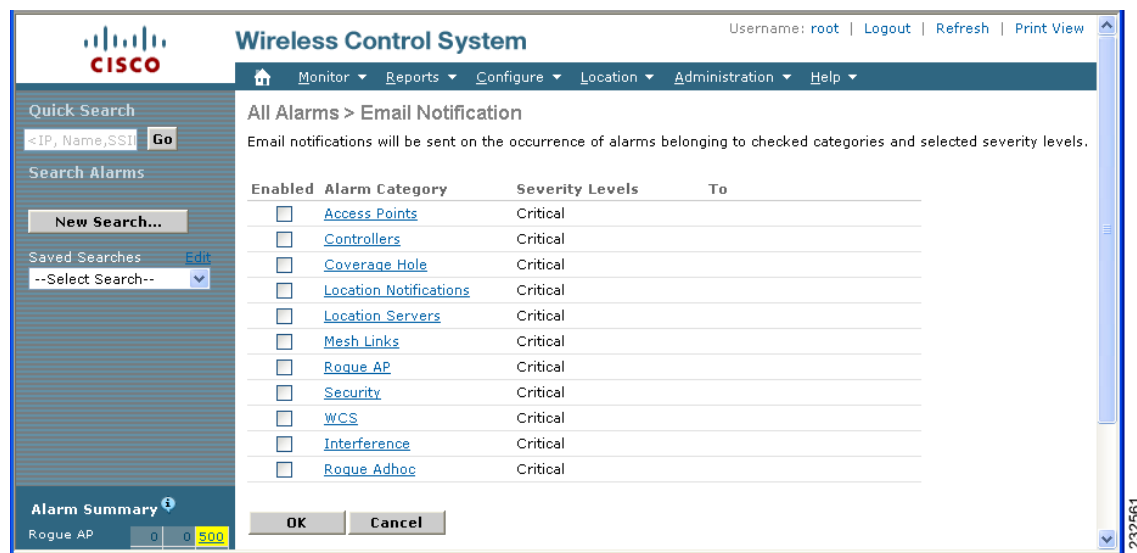 CISCO
Wireless Control System
Username: root | Logout | Refresh | Print View
Monitor Reports Configure Location Administration Help
Quick Search
<IP, Name,SSI
Go
Search Alarms
New Search...
Saved Searches Edit
--Select Search--
All Alarms > Email Notification
Email notifications will be sent on the occurrence of alarms belonging to checked categories and selected severity levels.
Enabled Alarm Category Severity Levels To
Access Points Critical
Controllers Critical
Coverage Hole Critical
Location Notifications Critical
Location Servers Critical
Mesh Links Critical
Rogue AP Critical
Security Critical
WCS Critical
Interference Critical
Rogue Adhoc Critical
OK Cancel
Alarm Summary
Rogue AP 0 0 500
232561